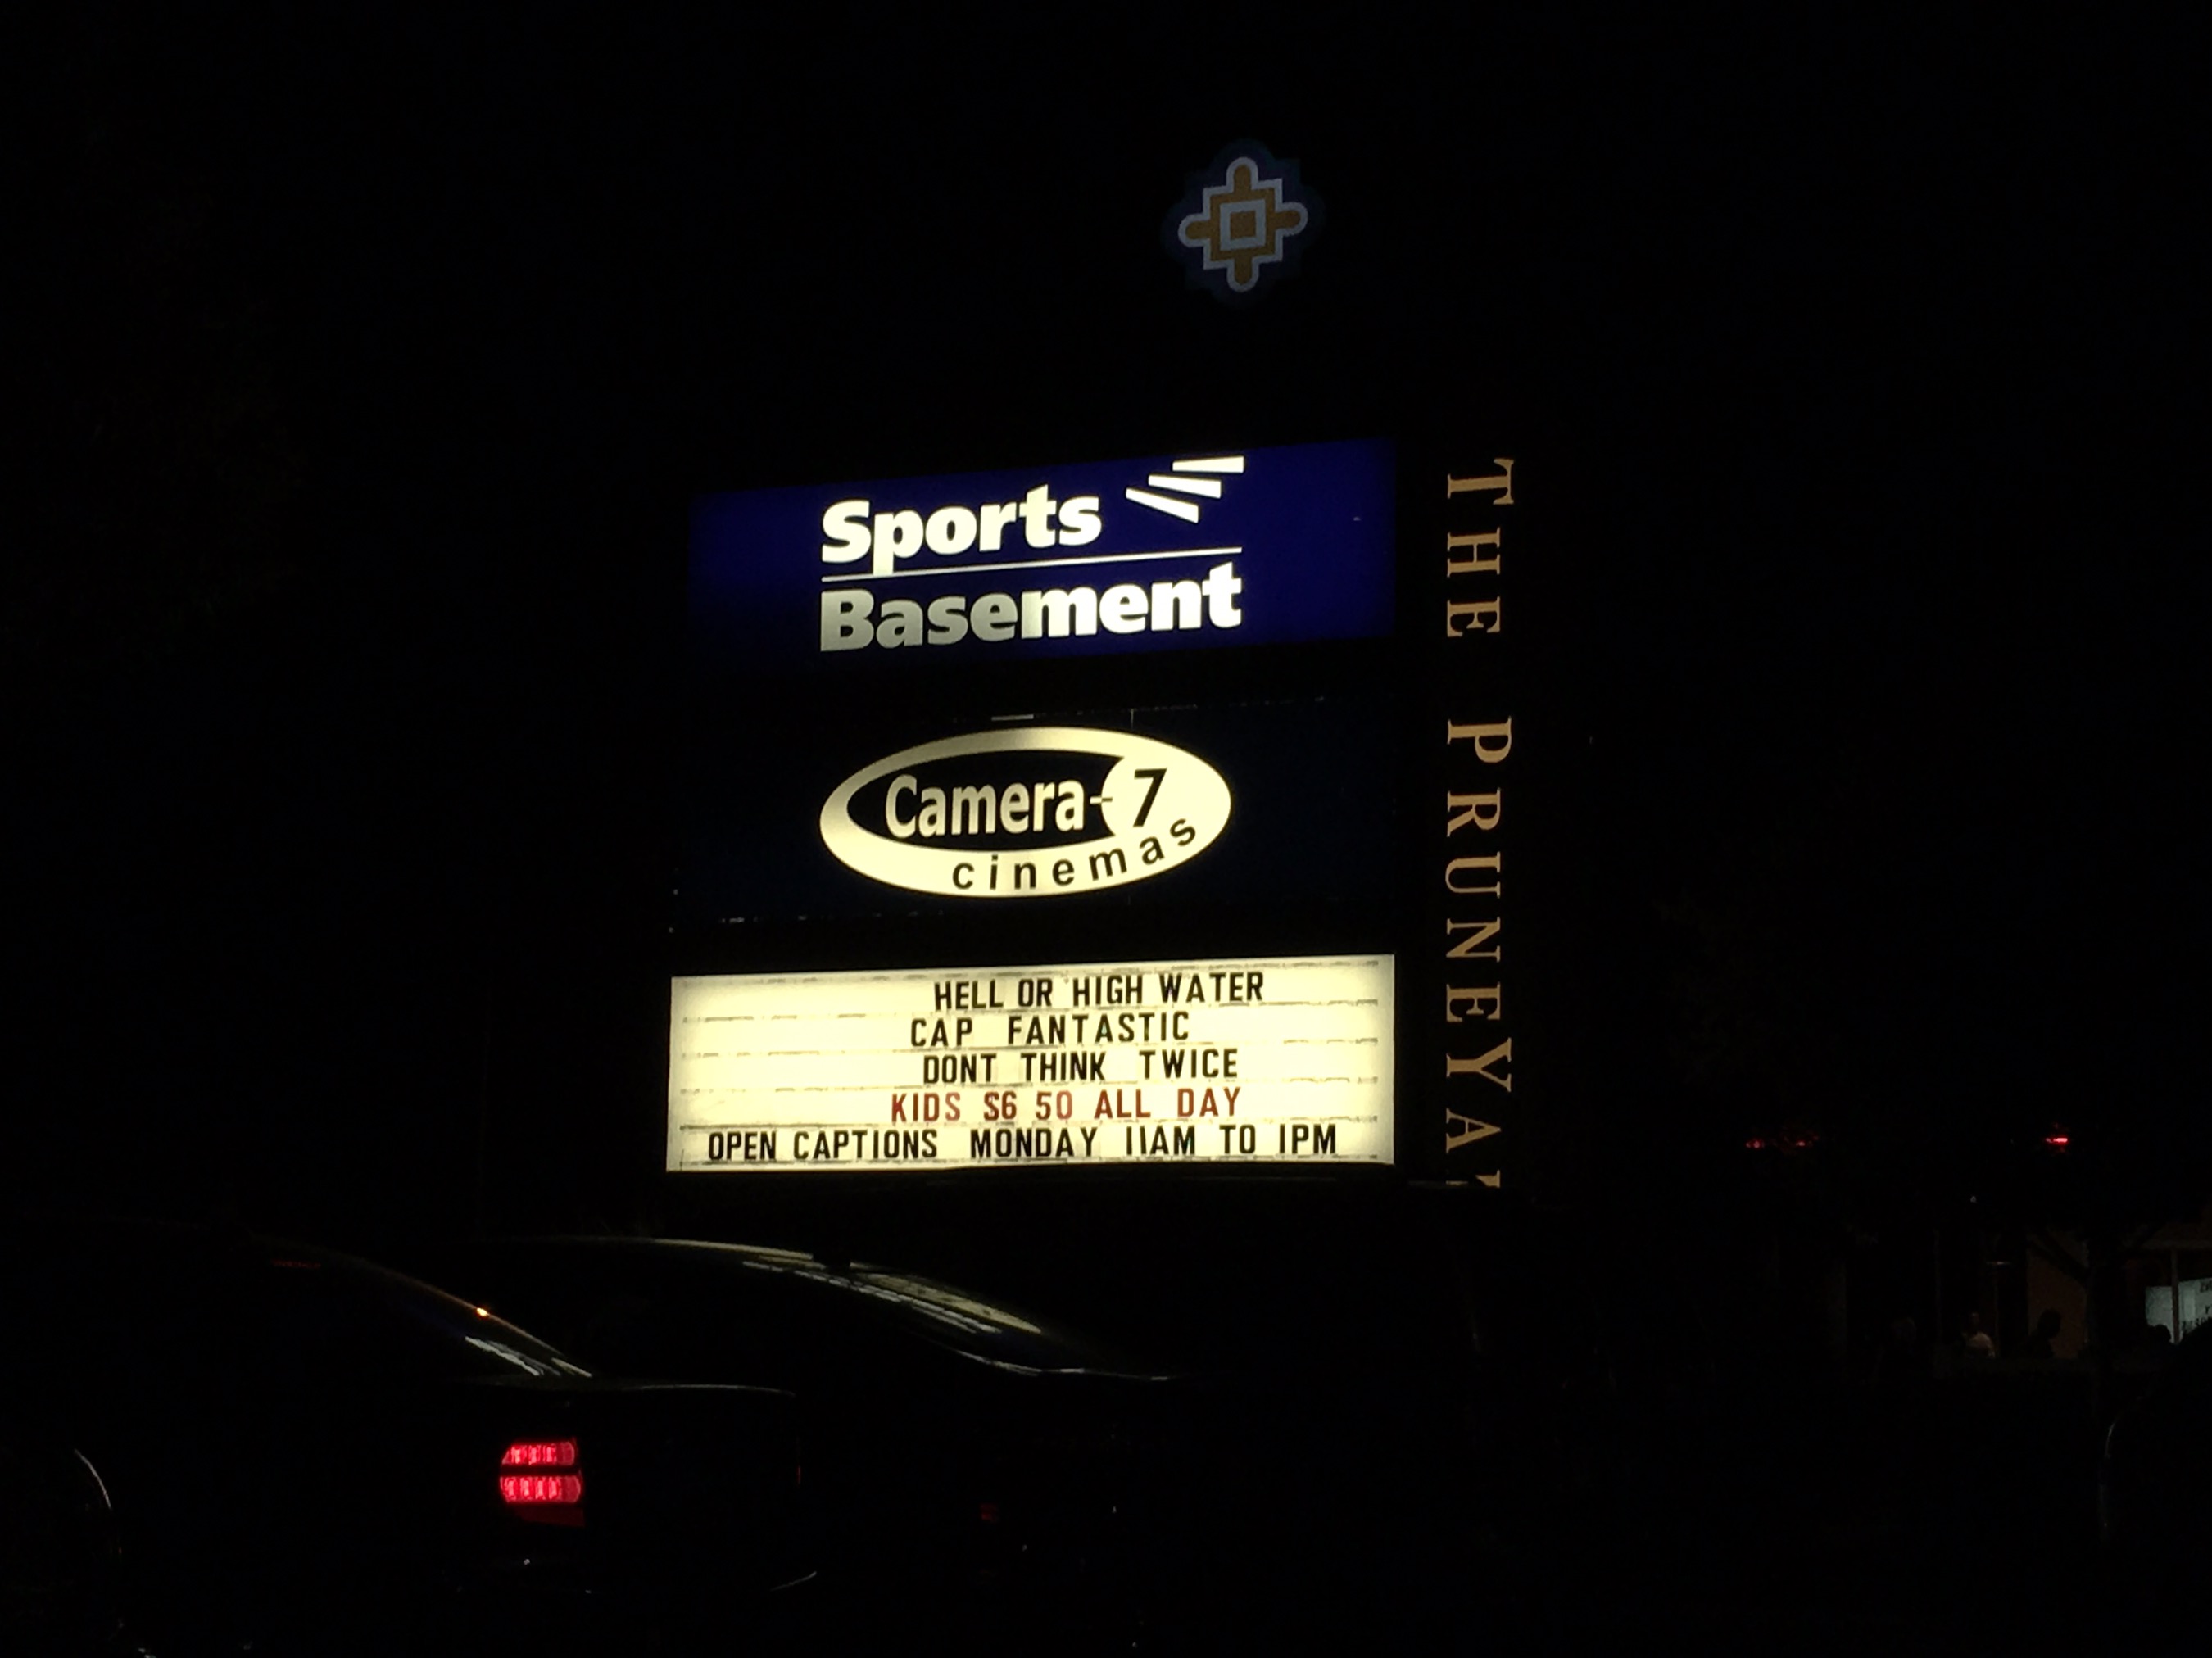 Sports
Basement
Camera-7
cinemas
HELL OR HIGH WATER
CAP FANTASTIC
DONT THINK TWICE
KIDS $6 50 ALL DAY
OPEN CAPTIONS MONDAY 11AM TO 1PM
THE PRUNEYA